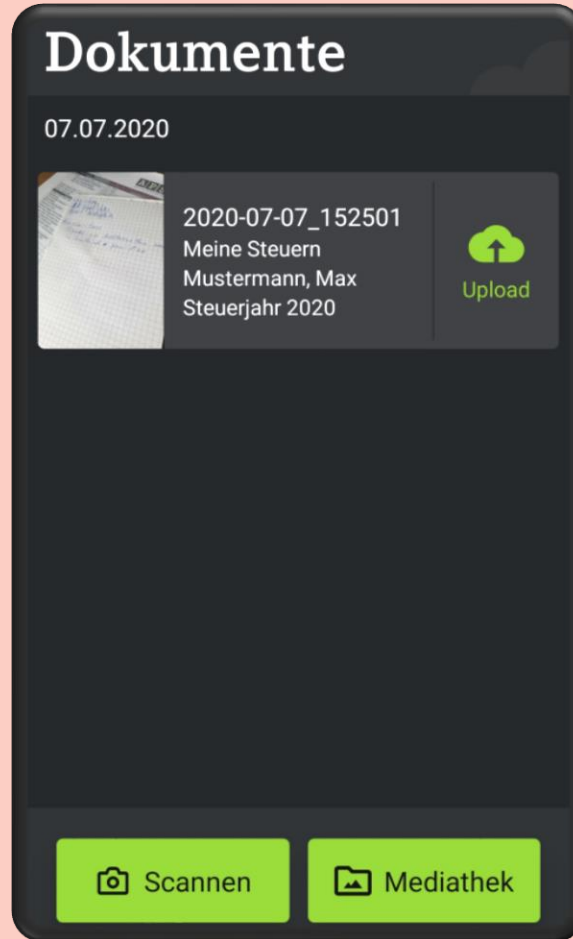 Dokumente
07.07.2020
2020-07-07_152501
Meine Steuern
Mustermann, Max
Steuerjahr 2020
Upload
Scannen
Mediathek